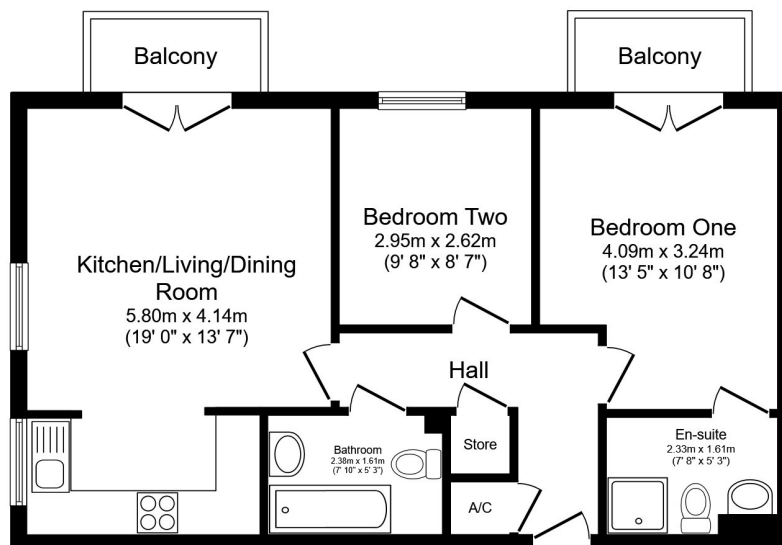 Balcony
Balcony
Kitchen/Living/Dining
Room
5.80m x 4.14m
(19' 0" x 13' 7")
Bedroom Two
2.95m x 2.62m
(9' 8" x 8' 7")
Bedroom One
4.09m x 3.24m
(13' 5" x 10' 8")
Hall
Bathroom
2.38m x 1.61m
(7' 10" x 5' 3")
Store
A/C
En-suite
2.33m x 1.61m
(7' 8" x 5' 3")